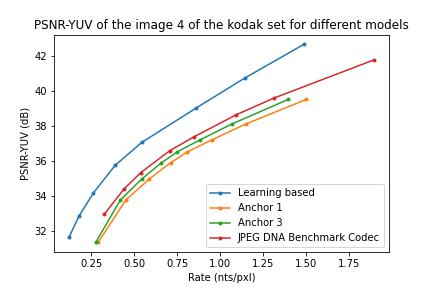 PSNR-YUV of the image 4 of the kodak set for different models
PSNR-YUV (dB)
42
40
38
36
34
32
Learning based
Anchor 1
Anchor 3
JPEG DNA Benchmark Codec
0.25 0.50 0.75 1.00 1.25 1.50 1.75
Rate (nts/pxl)